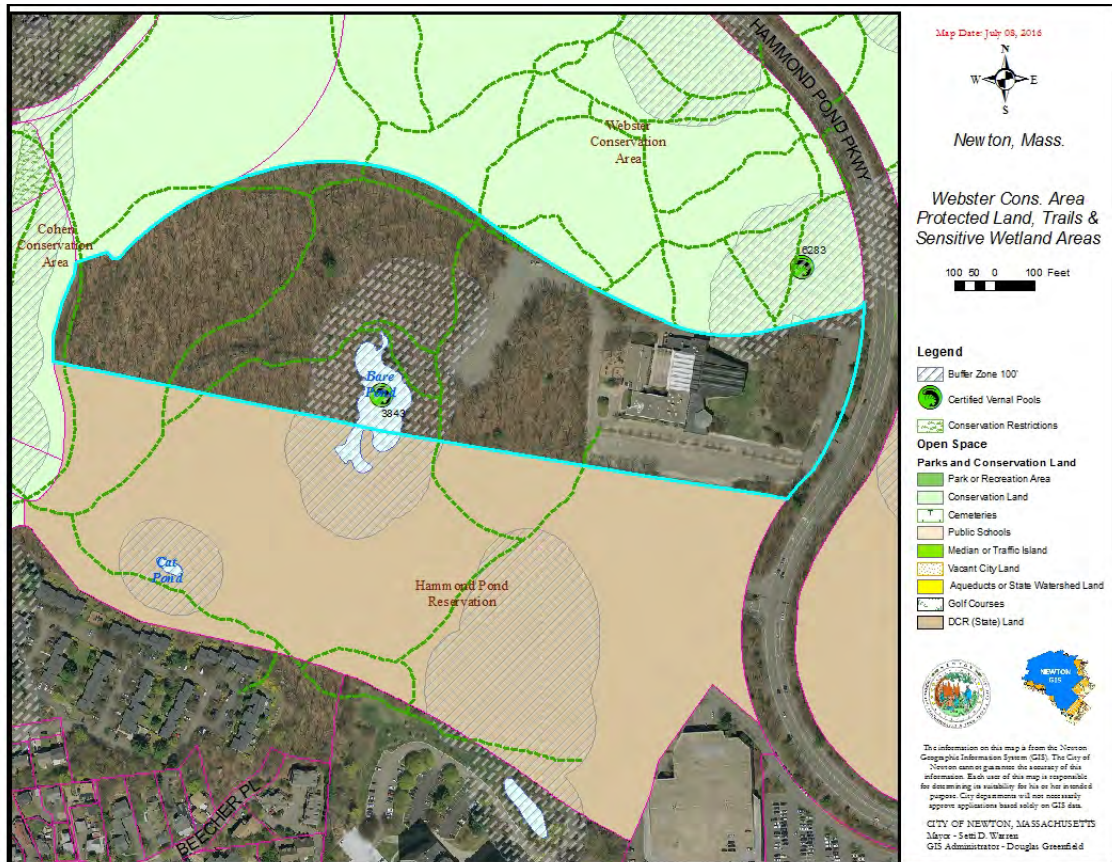 HAMMOND POND PKWY
Webster
Conservation
Area
Cohen
Conservation
Area
6283
Bare
Pond
3843
Cat
Pond
Hammond Pond
Reservation
BEECHER PL
Map Date: July 08, 2016
N
W
E
S
Newton, Mass.
Webster Cons. Area
Protected Land, Trails &
Sensitive Wetland Areas
100 50 0 100 Feet
Legend
Buffer Zone 100'
Certified Vernal Pools
Conservation Restrictions
Open Space
Parks and Conservation Land
Park or Recreation Area
Conservation Land
Cemeteries
Public Schools
Median or Traffic Island
Vacant City Land
Aqueducts or State Watershed Land
Golf Courses
DCR (State) Land
NEWTON
GIS
The information on this map is from the Newton
Geographic Information System (GIS). The City of
Newton cannot guarantee the accuracy of this
information. Each user of this map is responsible
for determining its suitability for his or her intended
purpose. City departments will not necessarily
approve applications based solely on GIS data.
CITY OF NEWTON, MASSACHUSETTS
Mayor - Setti D. Warren
GIS Administrator - Douglas Greenfield